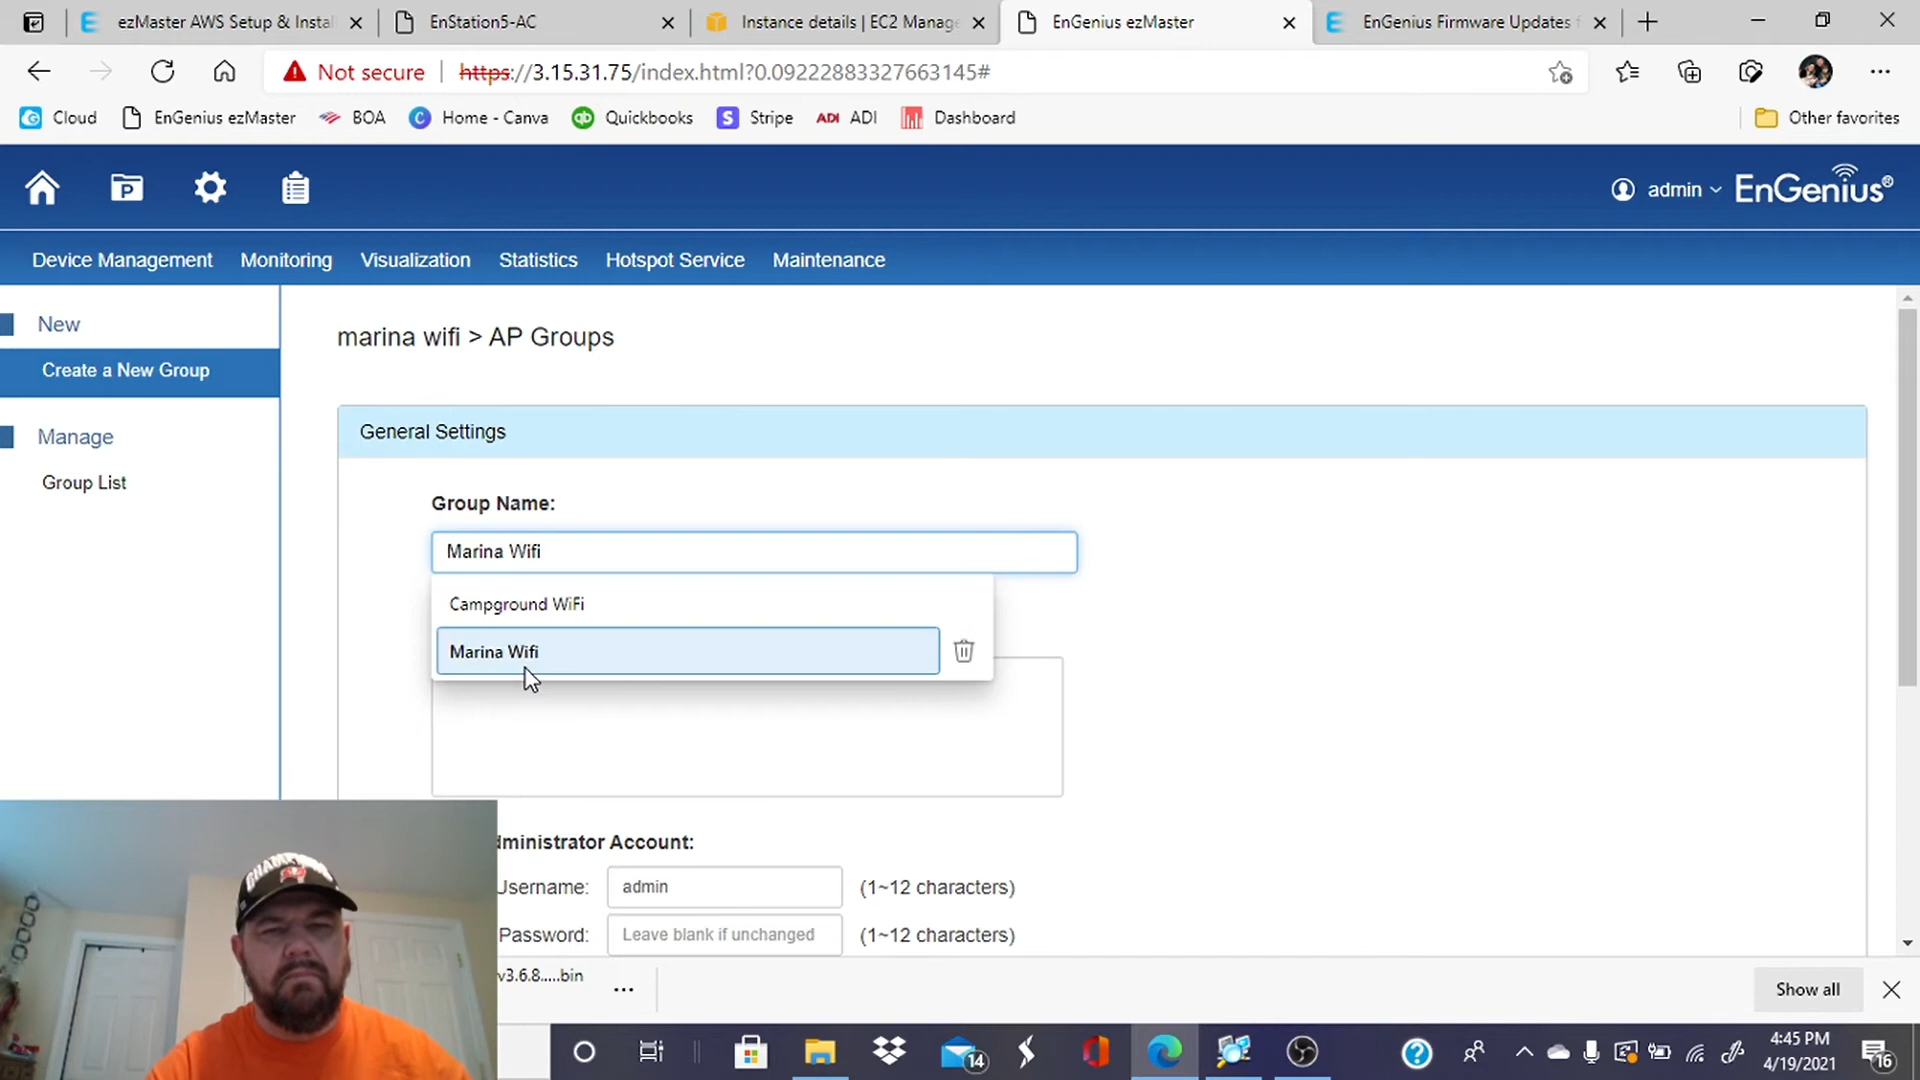 ezMaster AWS Setup & Instal
EnStation5-AC
Instance details | EC2 Manage
EnGenius ezMaster
EnGenius Firmware Updates f
Not secure
https://3.15.31.75/index.html?0.09222883327663145#
Cloud
EnGenius ezMaster
BOA
Home - Canva
Quickbooks
Stripe
ADI ADI
Dashboard
Other favorites
admin
EnGenius®
Device Management
Monitoring
Visualization
Statistics
Hotspot Service
Maintenance
New
Create a New Group
Manage
Group List
marina wifi > AP Groups
General Settings
Group Name:
Marina Wifi
Campground WiFi
Marina Wifi
dministrator Account:
Username:
admin
(1~12 characters)
Password:
Leave blank if unchanged
(1~12 characters)
v3.6.8.....bin
Show all
14
4:45 PM
4/19/2021
16